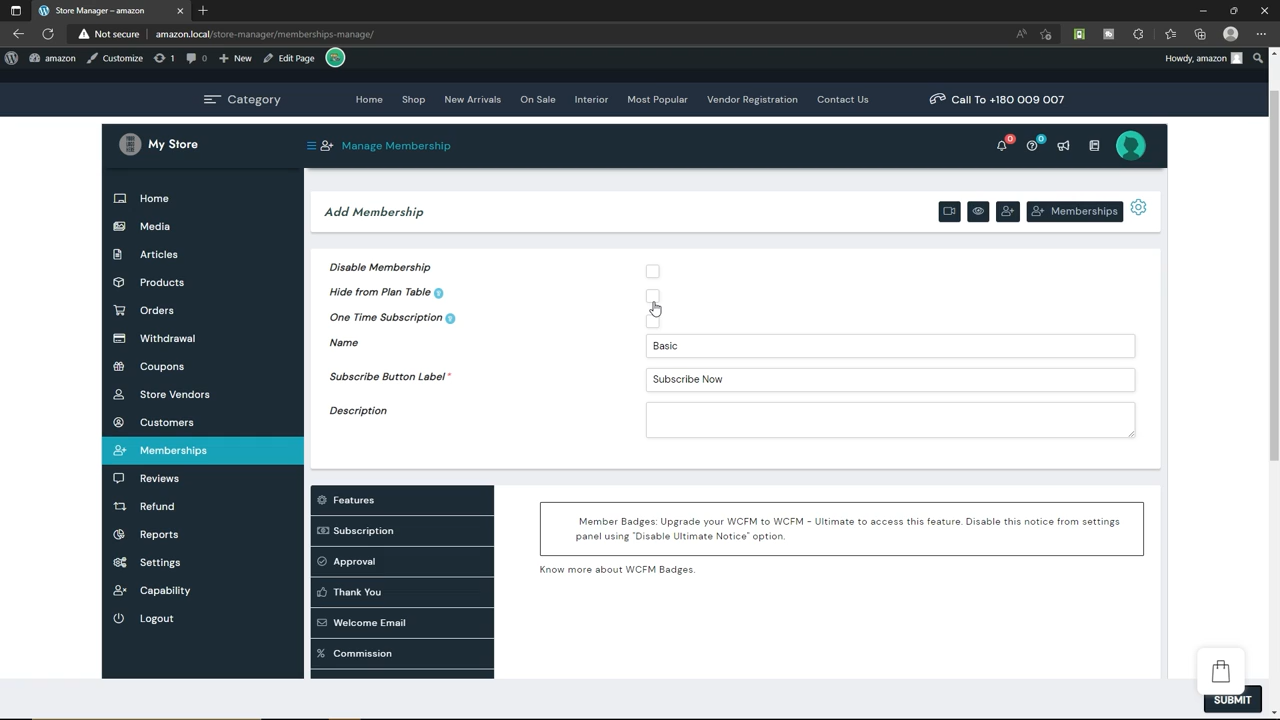 Store Manager – amazon
Not secure
amazon.local/store-manager/memberships-manage/
amazon
Customize
1
0
New
Edit Page
Howdy, amazon
Category
Home
Shop
New Arrivals
On Sale
Interior
Most Popular
Vendor Registration
Contact Us
Call To +180 009 007
My Store
Manage Membership
0
0
Home
Media
Articles
Products
Orders
Withdrawal
Coupons
Store Vendors
Customers
Memberships
Reviews
Refund
Reports
Settings
Capability
Logout
Add Membership
Memberships
Disable Membership
Hide from Plan Table
One Time Subscription
Name
Basic
Subscribe Button Label*
Subscribe Now
Description
Features
Subscription
Approval
Thank You
Welcome Email
Commission
Member Badges: Upgrade your WCFM to WCFM - Ultimate to access this feature. Disable this notice from settings
panel using "Disable Ultimate Notice" option.
Know more about WCFM Badges.
SUBMIT